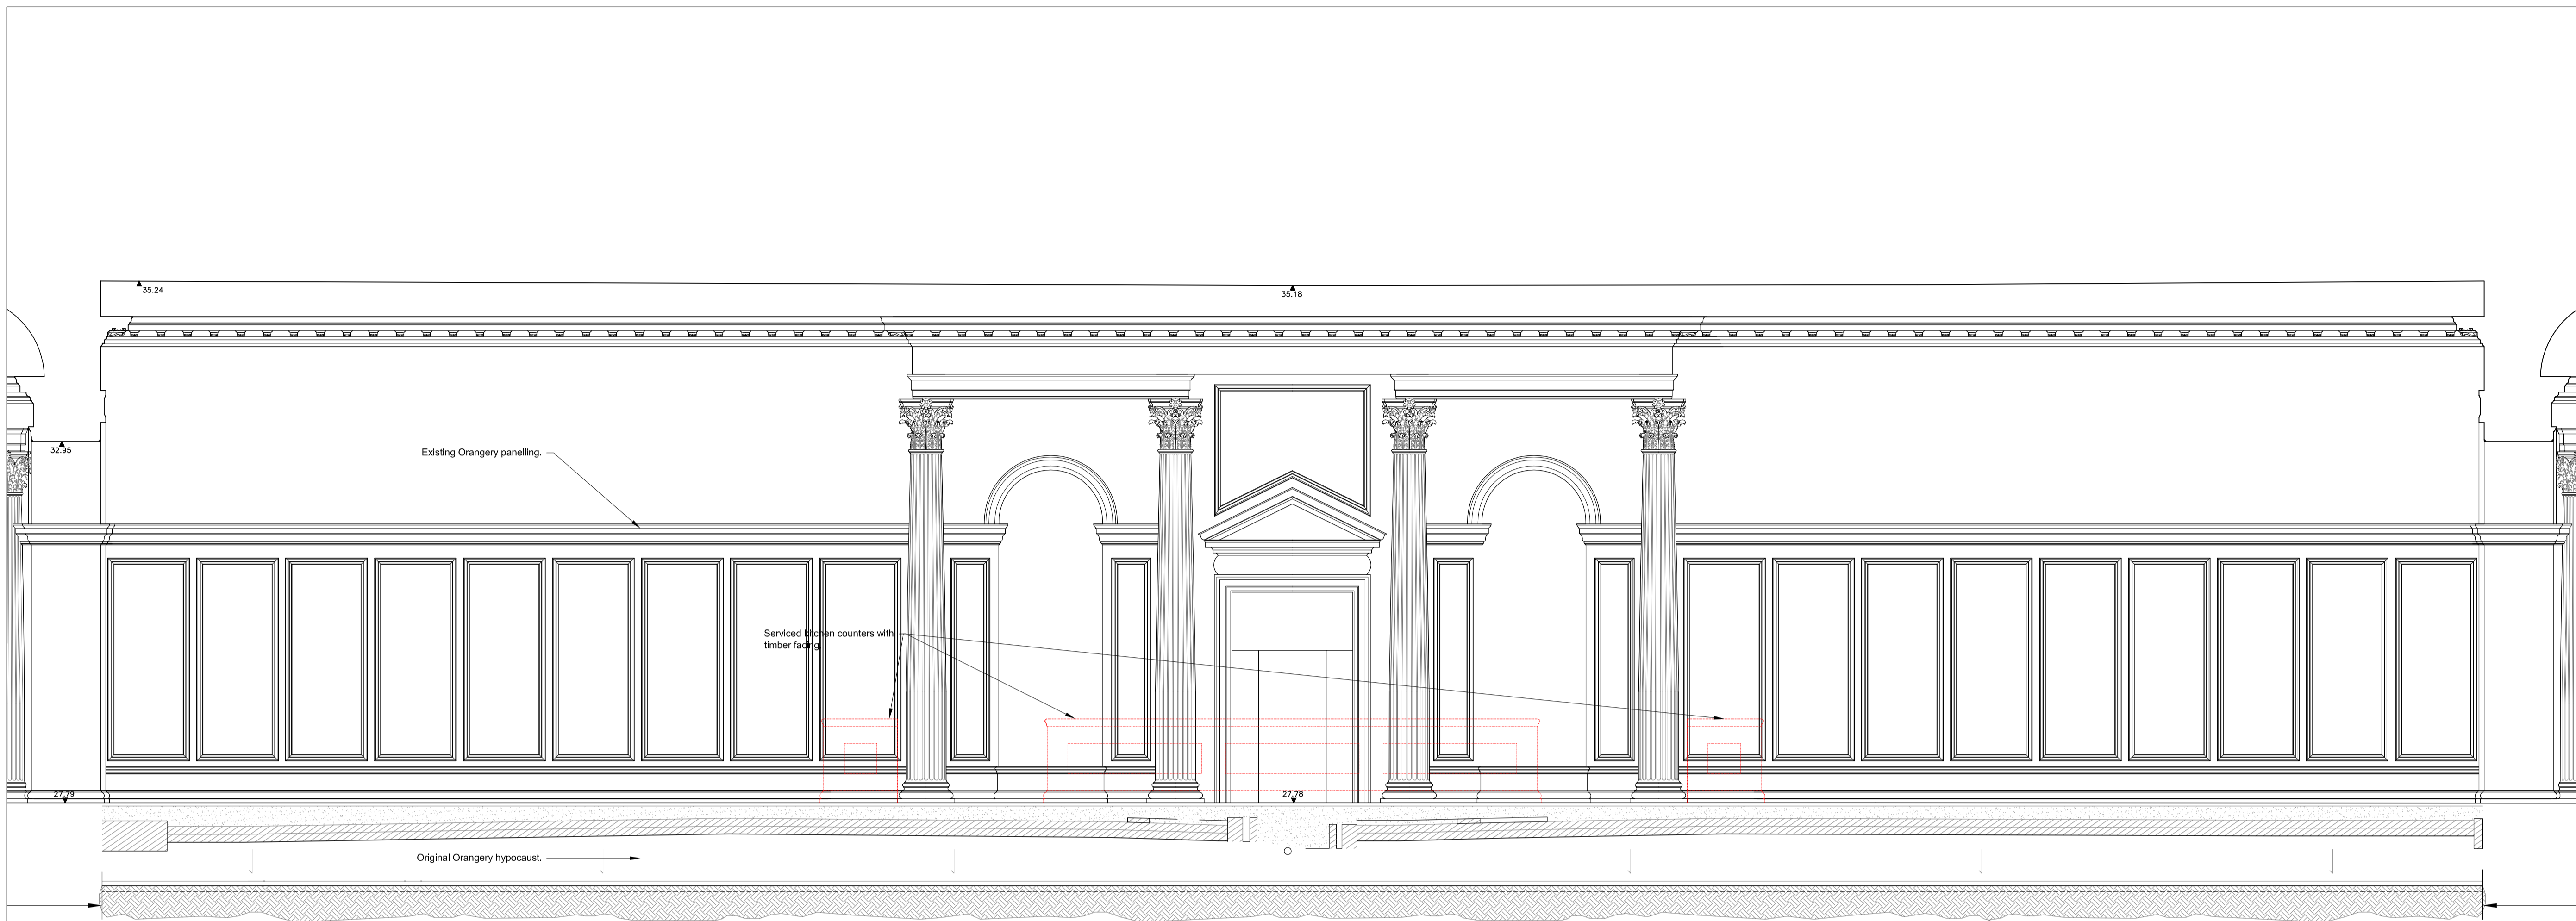 35.24
35.18
32.95
Existing Orangery panelling.
Serviced kitchen counters with
timber facing.
27.79
27.78
Original Orangery hypocaust.